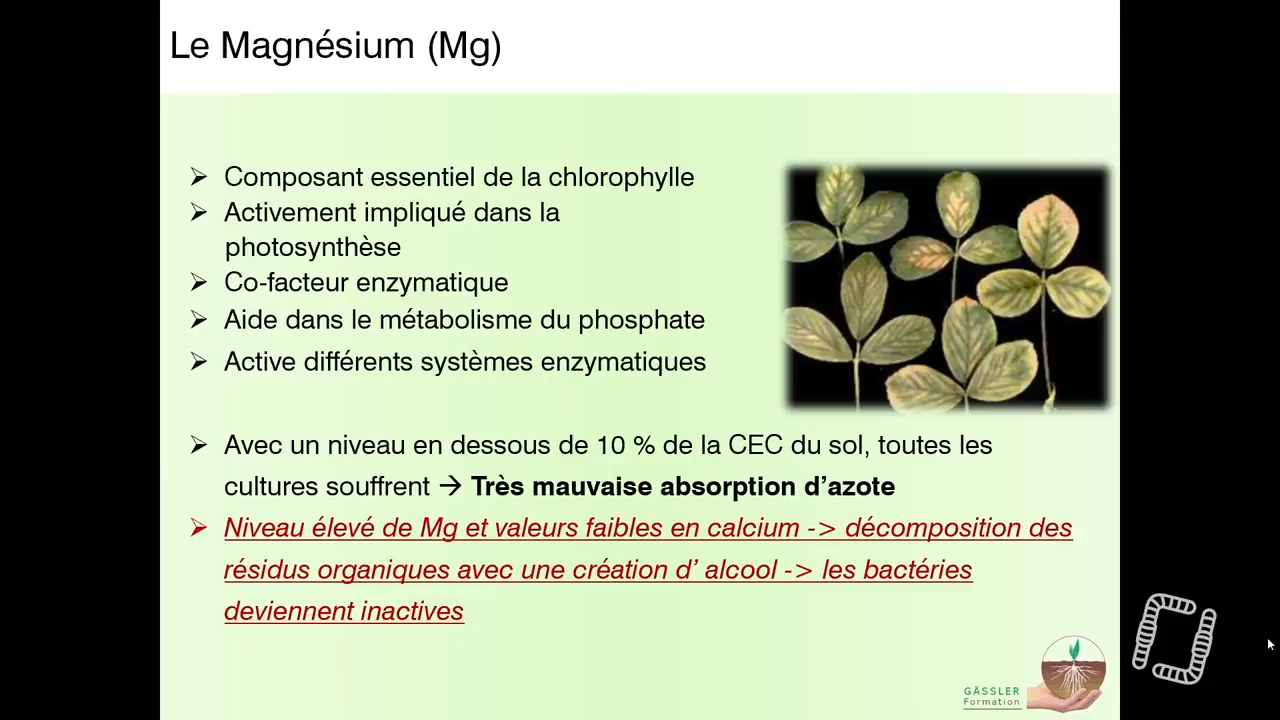 Le Magnésium (Mg)
➢ Composant essentiel de la chlorophylle
➢ Activement impliqué dans la
photosynthèse
➢ Co-facteur enzymatique
➢ Aide dans le métabolisme du phosphate
➢ Active différents systèmes enzymatiques
➢ Avec un niveau en dessous de 10 % de la CEC du sol, toutes les
cultures souffrent → Très mauvaise absorption d’azote
➢ Niveau élevé de Mg et valeurs faibles en calcium -> décomposition des
résidus organiques avec une création d’ alcool -> les bactéries
deviennent inactives
GÄSSLER
Formation